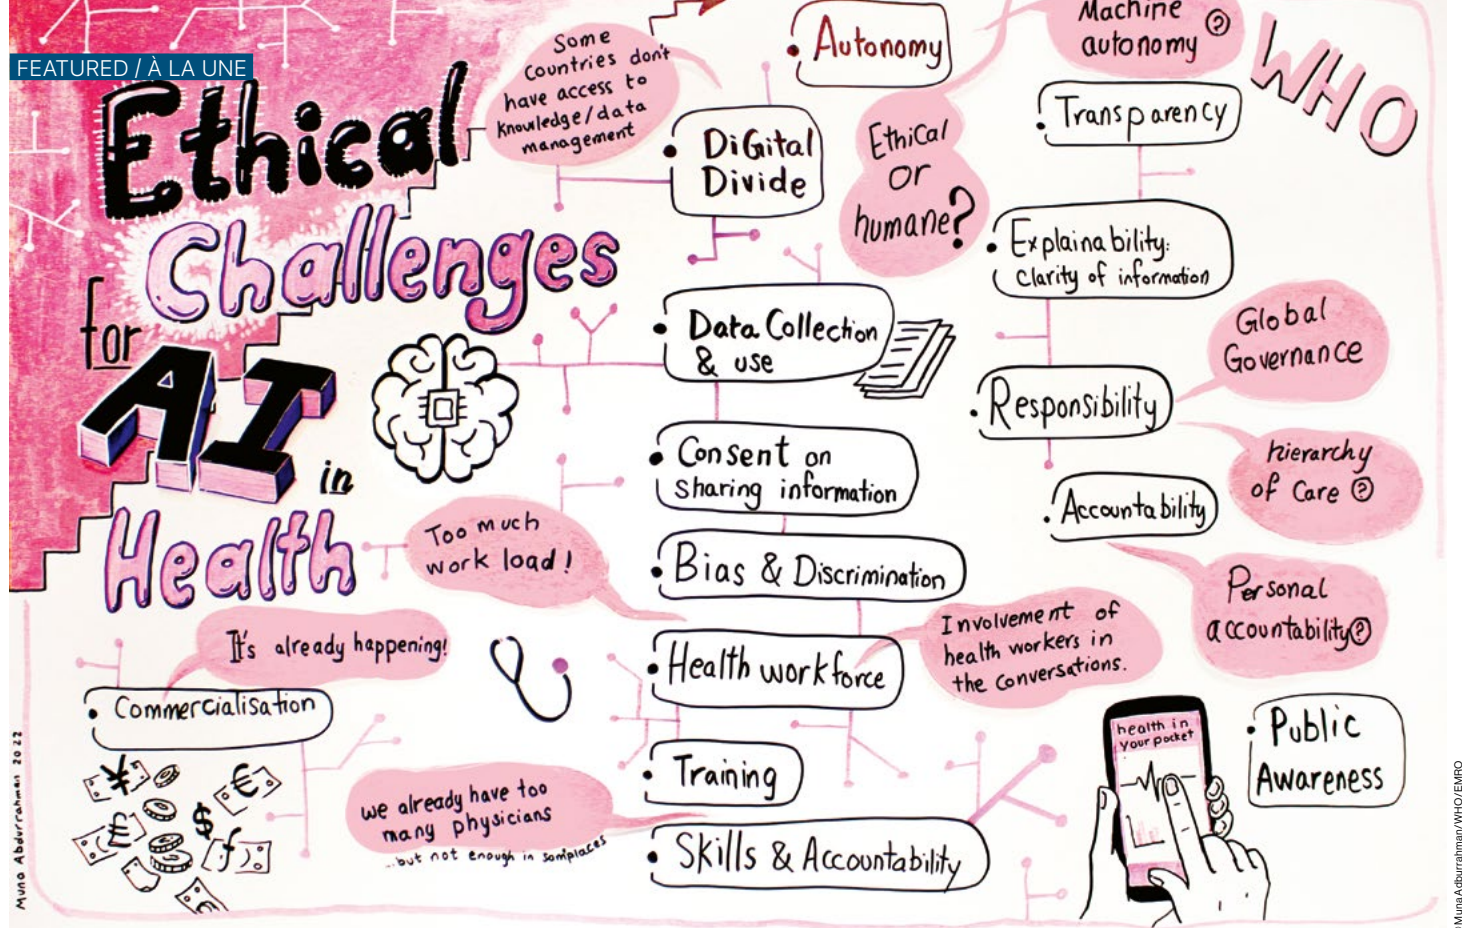 FEATURED / À LA UNE
Ethical
Challenges
for
AI
in
Health
Some
Countries don't
have access to
knowledge/data
management
Autonomy
Machine
autonomy ?
WHO
Digital
Divide
Ethical
or
humane?
Transparency
Explainability:
Clarity of information
Data Collection
& use
Global
Governance
Responsibility
Consent on
sharing information
hierarchy
of Care ?
Accountability
Too much
work load!
Bias & Discrimination
Personal
accountability?
It's already happening!
Health workforce
Involvement of
health workers in
the conversations.
Commercialisation
¥
€
£
$
ƒ
€
Training
we already have too
many physicians
...but not enough in someplaces
Skills & Accountability
health in
your pocket
Public
Awareness
Muna Abdurrahman 2022
©Muna Adburrahman/WHO/EMRO